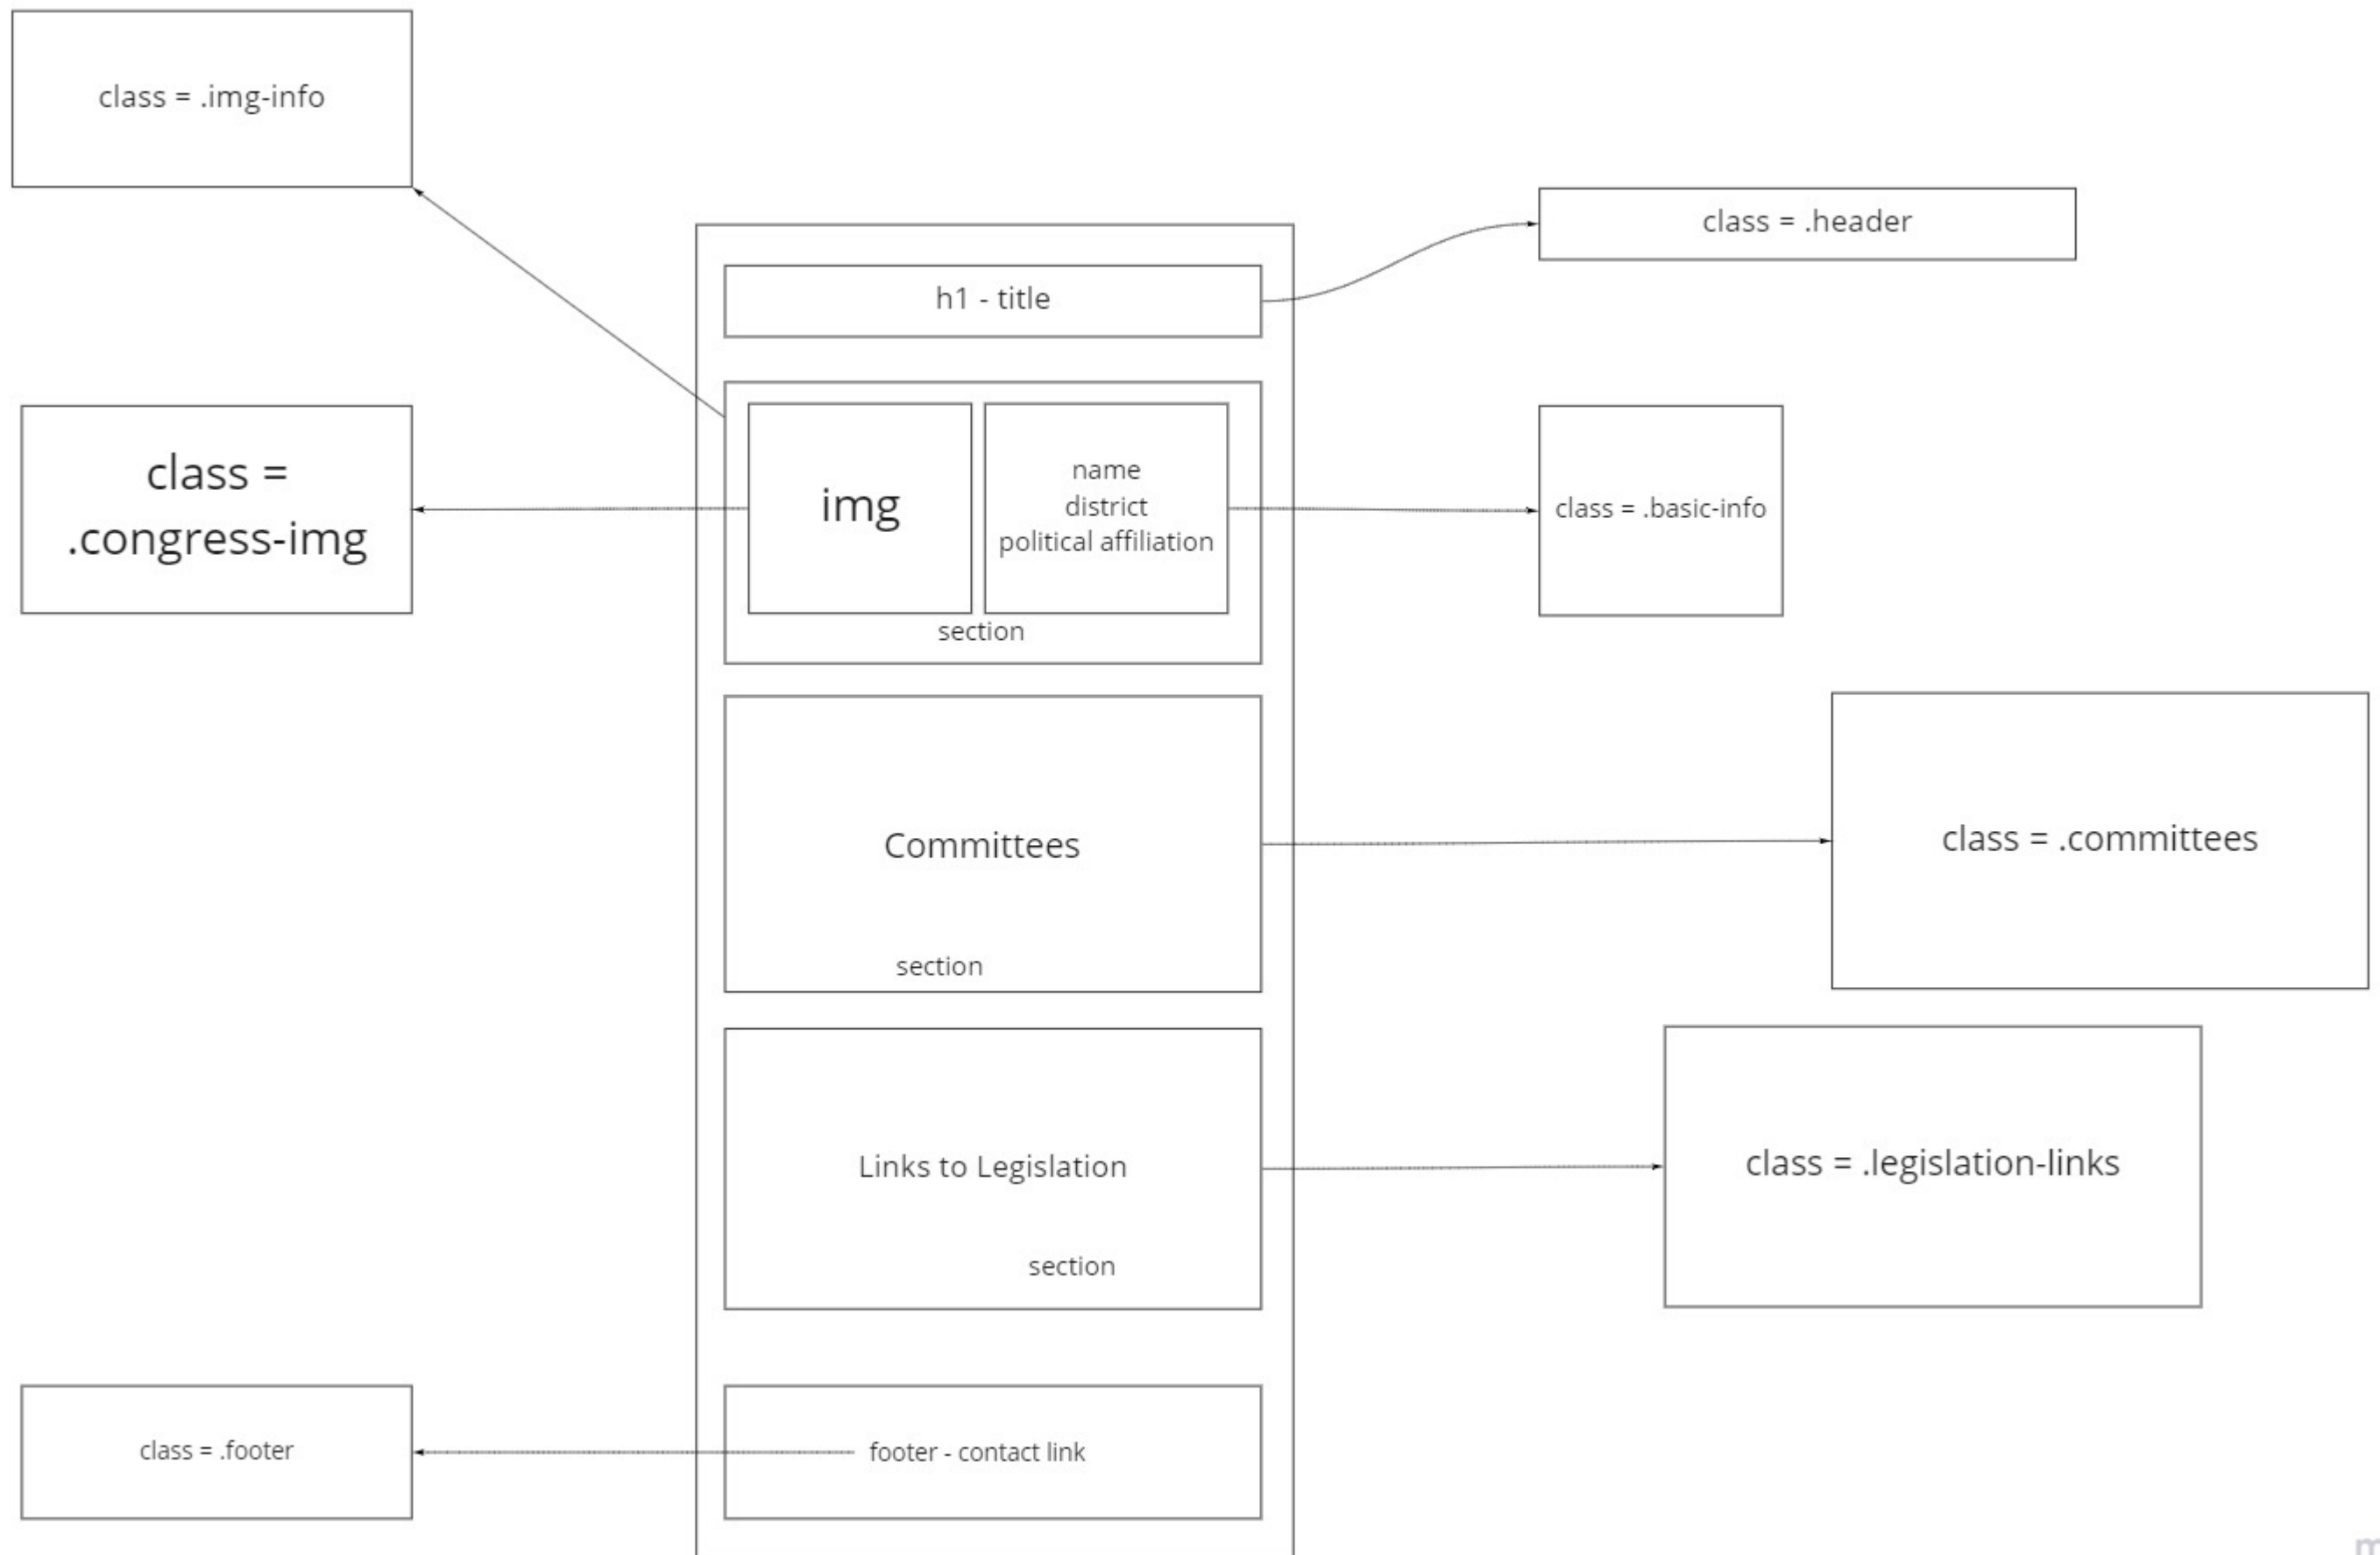 class = .img-info
class = .header
h1 - title
class =
.congress-img
img
name
district
political affiliation
class = .basic-info
section
Committees
class = .committees
section
Links to Legislation
class = .legislation-links
section
class = .footer
footer - contact link